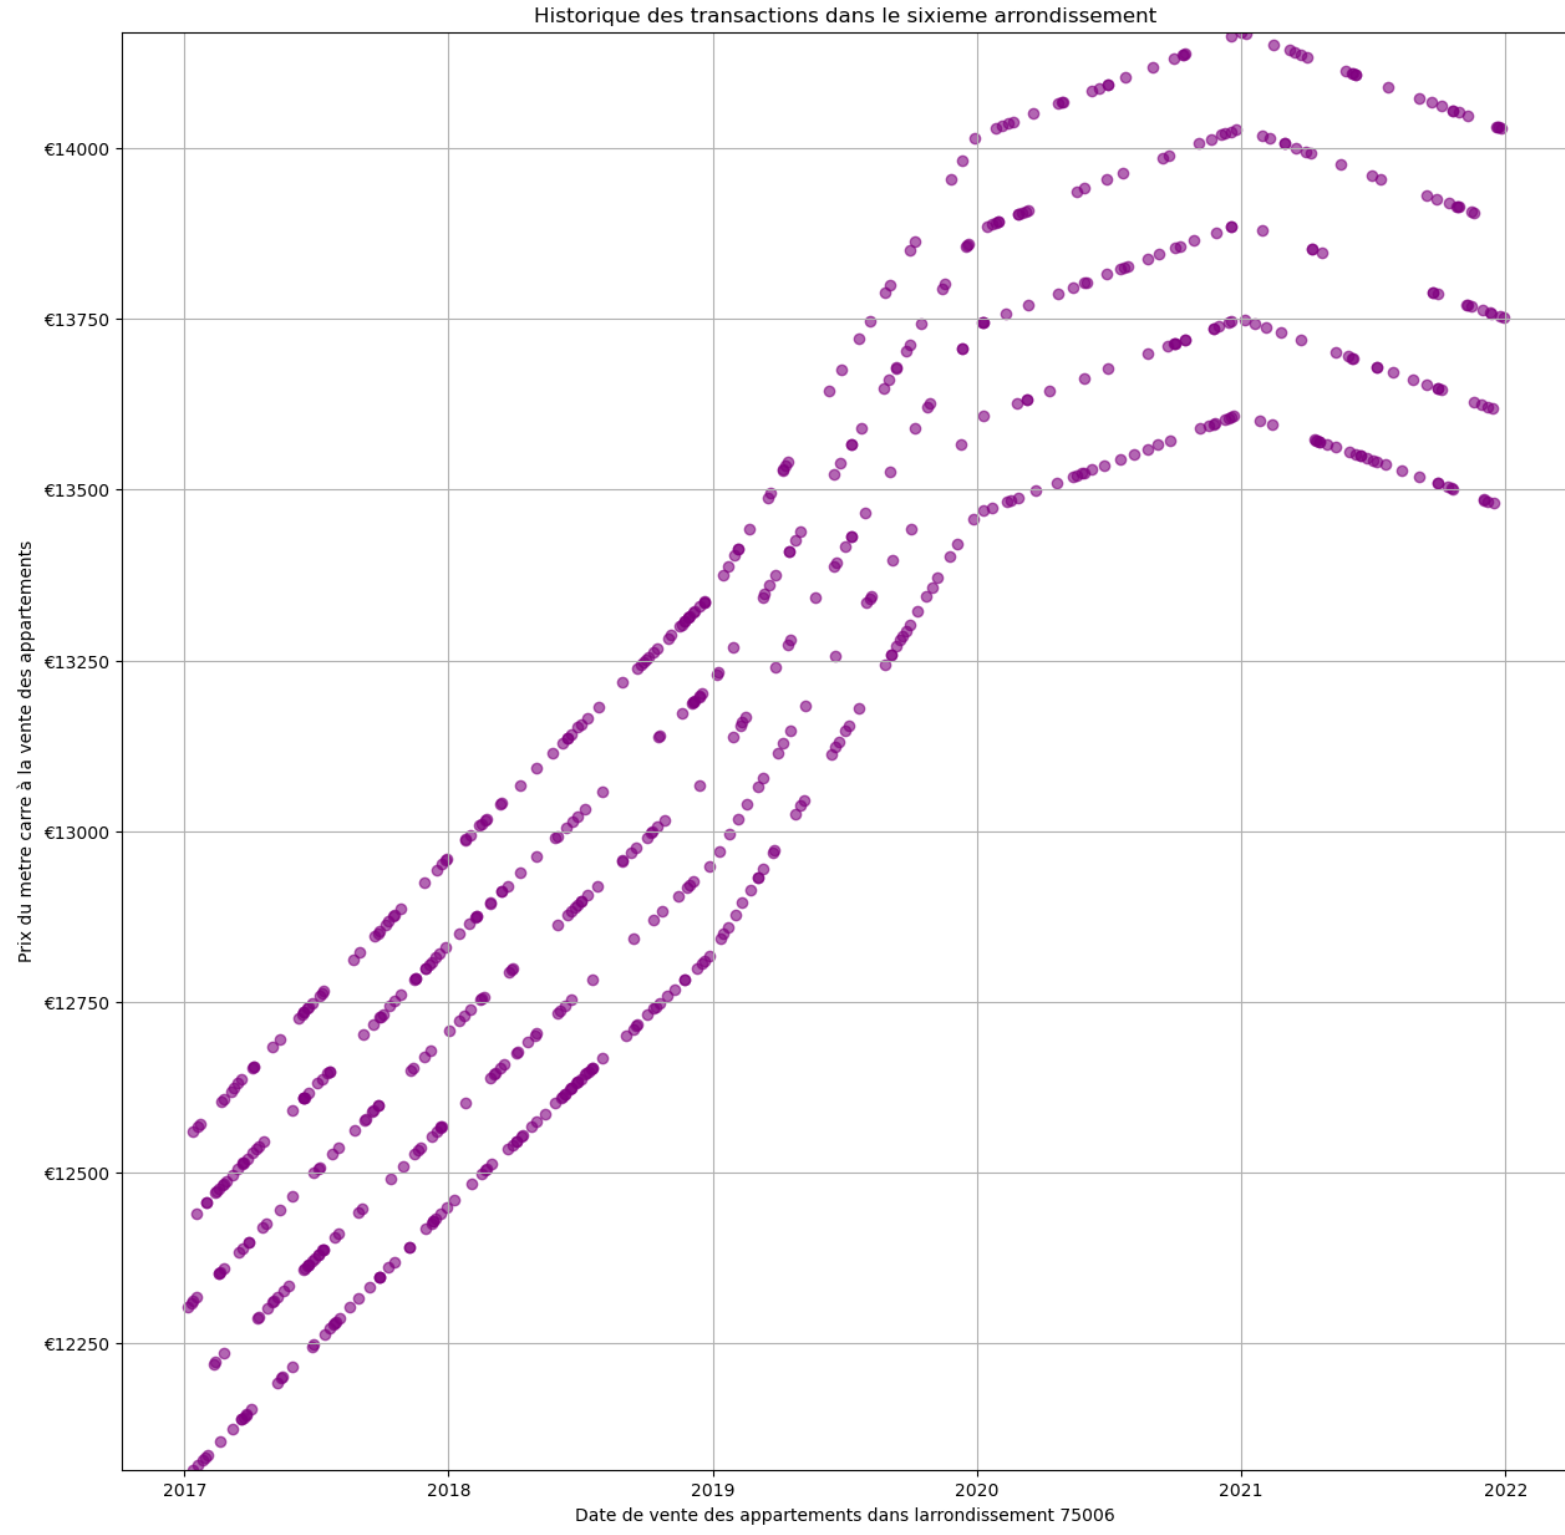 Historique des transactions dans le sixieme arrondissement
Prix du metre carre à la vente des appartements
€14000
€13750
€13500
€13250
€13000
€12750
€12500
€12250
2017 2018 2019 2020 2021 2022
Date de vente des appartements dans larrondissement 75006